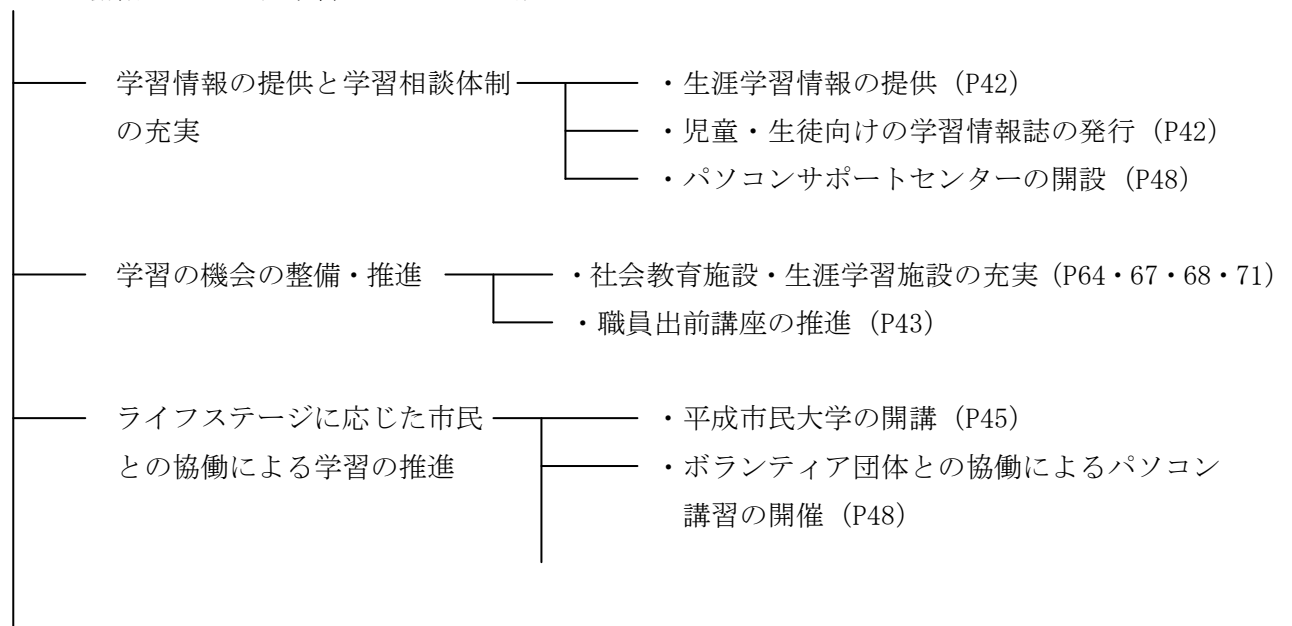 学習情報の提供と学習相談体制
の充実
・生涯学習情報の提供（P42）
・児童・生徒向けの学習情報誌の発行（P42）
・パソコンサポートセンターの開設（P48）
学習の機会の整備・推進
・社会教育施設・生涯学習施設の充実（P64・67・68・71）
・職員出前講座の推進（P43）
ライフステージに応じた市民
との協働による学習の推進
・平成市民大学の開講（P45）
・ボランティア団体との協働によるパソコン
講習の開催（P48）